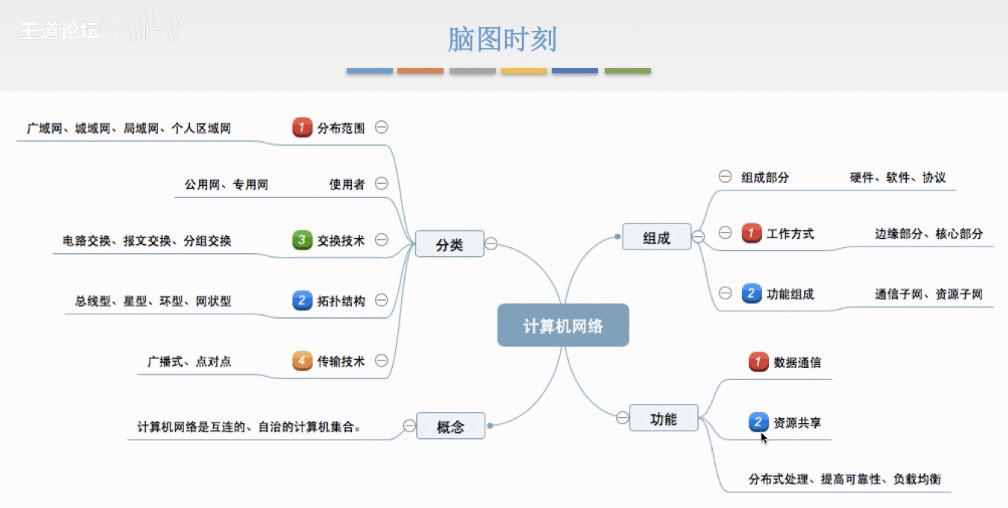 王道论坛
脑图时刻
广域网、城域网、局域网、个人区域网
1 分布范围
公用网、专用网
使用者
电路交换、报文交换、分组交换
3 交换技术
总线型、星型、环型、网状型
2 拓扑结构
广播式、点对点
4 传输技术
分类
计算机网络是互连的、自治的计算机集合。
概念
计算机网络
组成
组成部分
硬件、软件、协议
1 工作方式
边缘部分、核心部分
2 功能组成
通信子网、资源子网
功能
1 数据通信
2 资源共享
分布式处理、提高可靠性、负载均衡